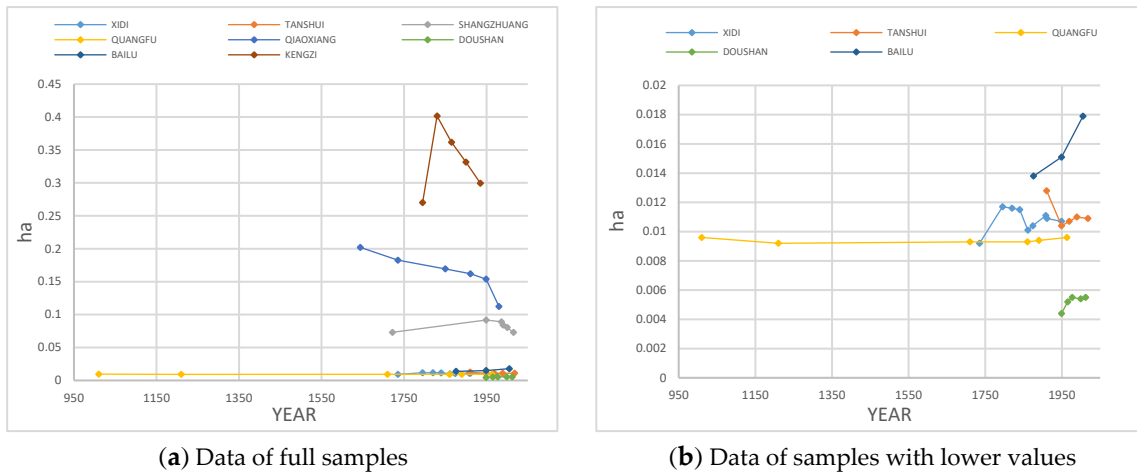 XIDI TANSHUI SHANGZHUANG
QUANGFU QIAOXIANG DOUSHAN
BAILU KENGZI
0.45
0.4
0.35
0.3
0.25
0.2
0.15
0.1
0.05
0
ha
950 1150 1350 1550 1750 1950
YEAR
(a) Data of full samples
XIDI TANSHUI QUANGFU
DOUSHAN BAILU
0.02
0.018
0.016
0.014
0.012
0.01
0.008
0.006
0.004
0.002
0
ha
950 1150 1350 1550 1750 1950
YEAR
(b) Data of samples with lower values